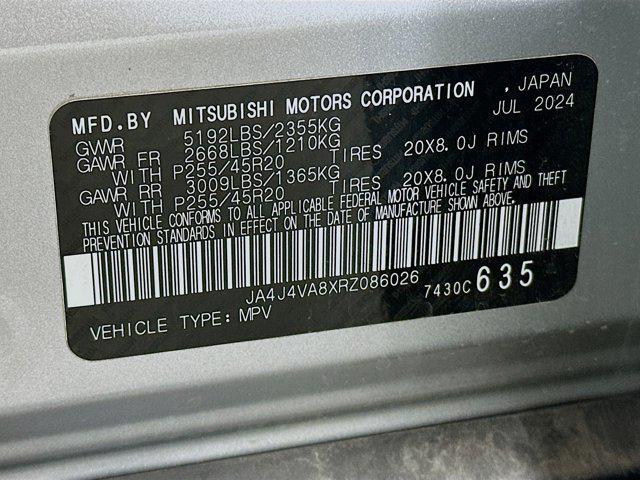 MFD.BY MITSUBISHI MOTORS CORPORATION , JAPAN
GVWR 5192LBS/2355KG JUL 2024
GAWR FR 2668LBS/1210KG
WITH P255/45R20 TIRES 20X8.0J RIMS
GAWR RR 3009LBS/1365KG
WITH P255/45R20 TIRES 20X8.0J RIMS
THIS VEHICLE CONFORMS TO ALL APPLICABLE FEDERAL MOTOR VEHICLE SAFETY AND THEFT
PREVENTION STANDARDS IN EFFECT ON THE DATE OF MANUFACTURE SHOWN ABOVE.
JA4J4VA8XRZ086026 7430C 635
VEHICLE TYPE: MPV